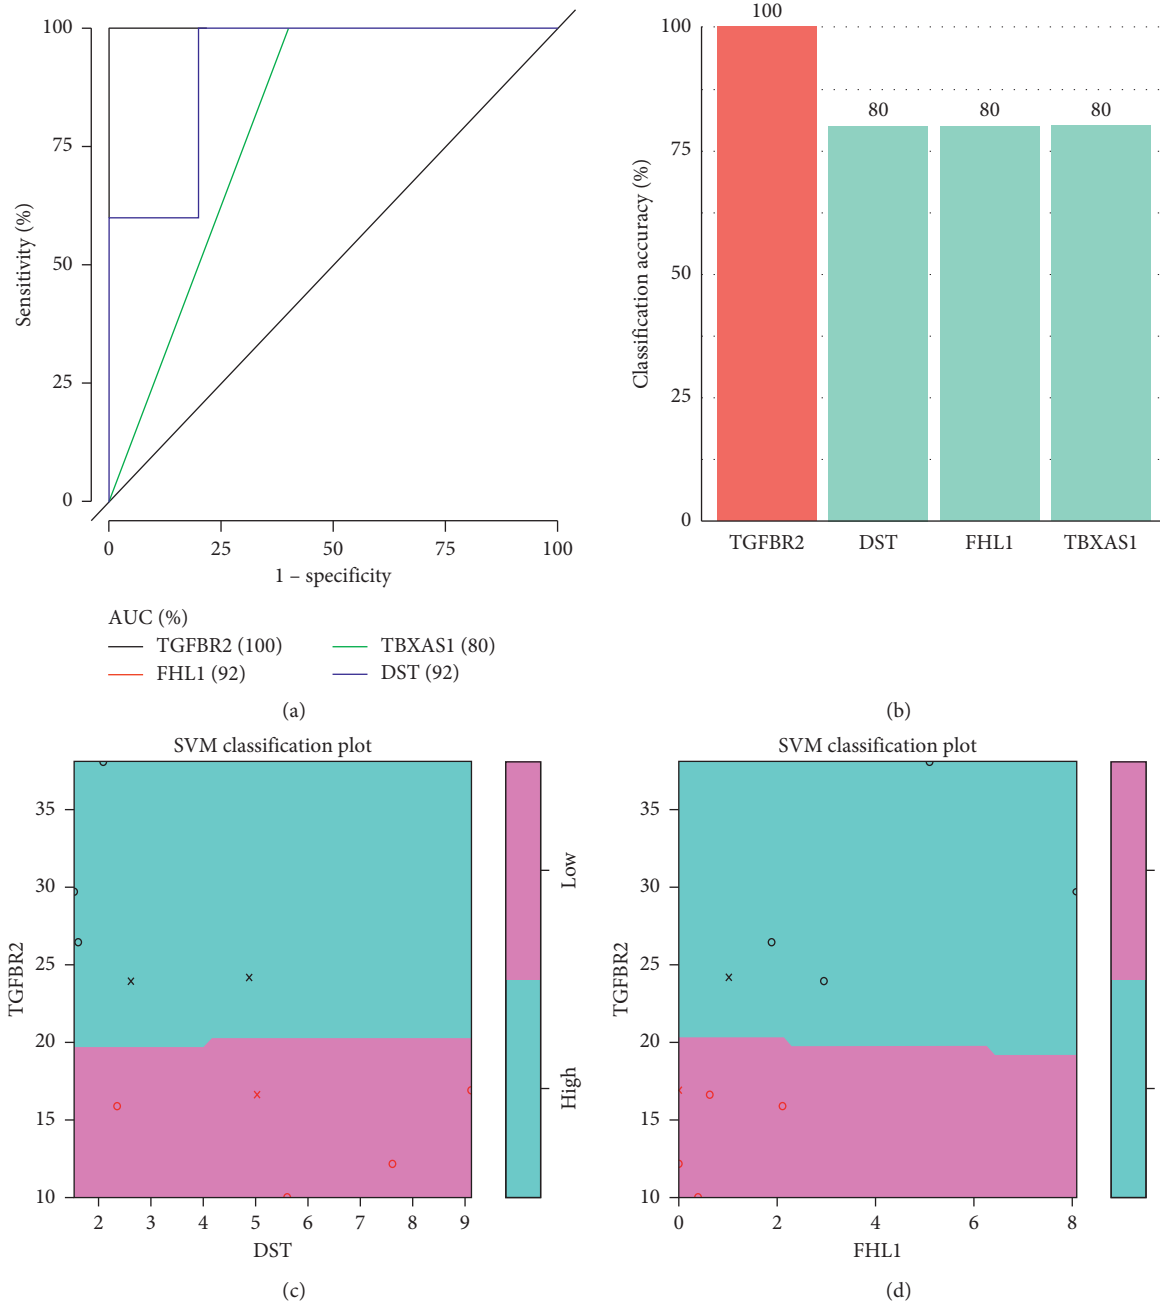 100
75
50
25
0
Sensitivity (%)
0 25 50 75 100
1 – specificity
AUC (%)
TGFBR2 (100) TBXAS1 (80)
FHL1 (92) DST (92)
(a)
100
75
50
25
0
Classification accuracy (%)
100
80 80 80
TGFBR2 DST FHL1 TBXAS1
(b)
SVM classification plot
35
30
25
20
15
10
TGFBR2
2 3 4 5 6 7 8 9
DST
Low
High
(c)
SVM classification plot
35
30
25
20
15
10
TGFBR2
0 2 4 6 8
FHL1
(d)